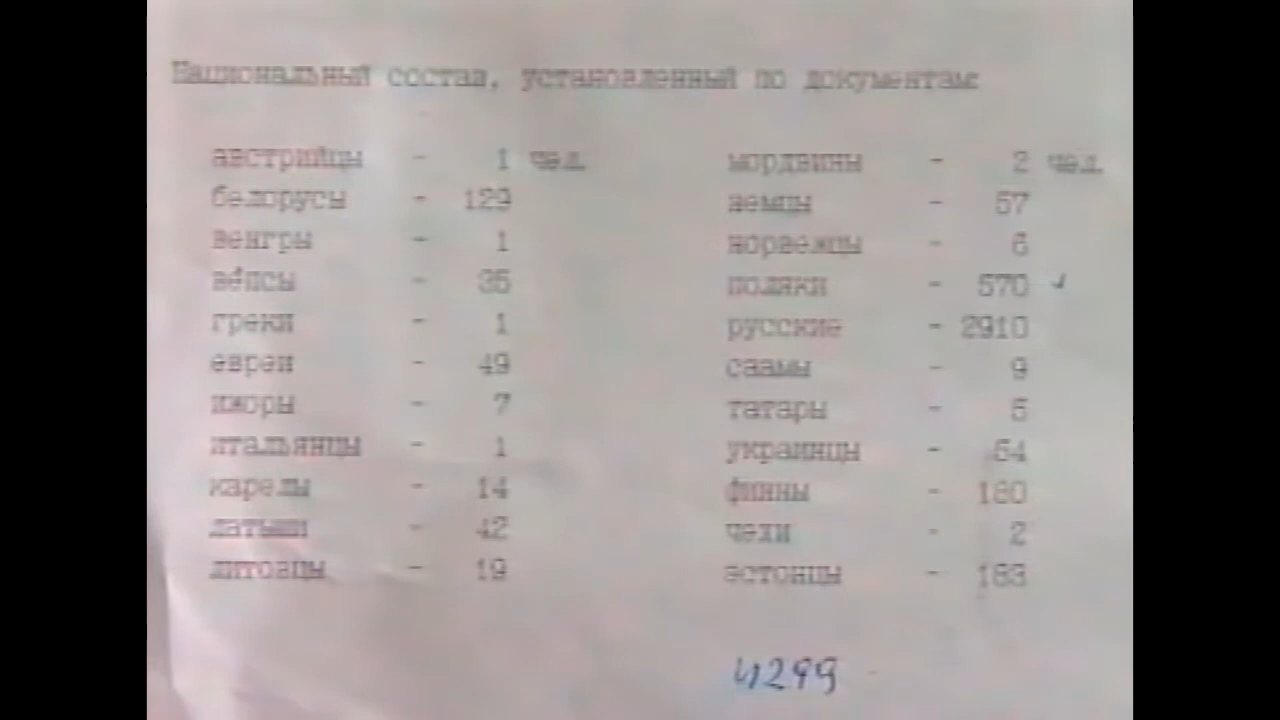 Национальный состав, установленный по документам:
австрийцы - 1 чел.
белорусы - 129
венгры - 1
вепсы - 35
греки - 1
евреи - 49
ижоры - 7
итальянцы - 1
карелы - 14
латыши - 42
литовцы - 19
мордвины - 2 чел.
немцы - 57
норвежцы - 6
поляки - 570
русские - 2910
саамы - 9
татары - 5
украинцы - 54
финны - 180
чехи - 2
эстонцы - 183
4299